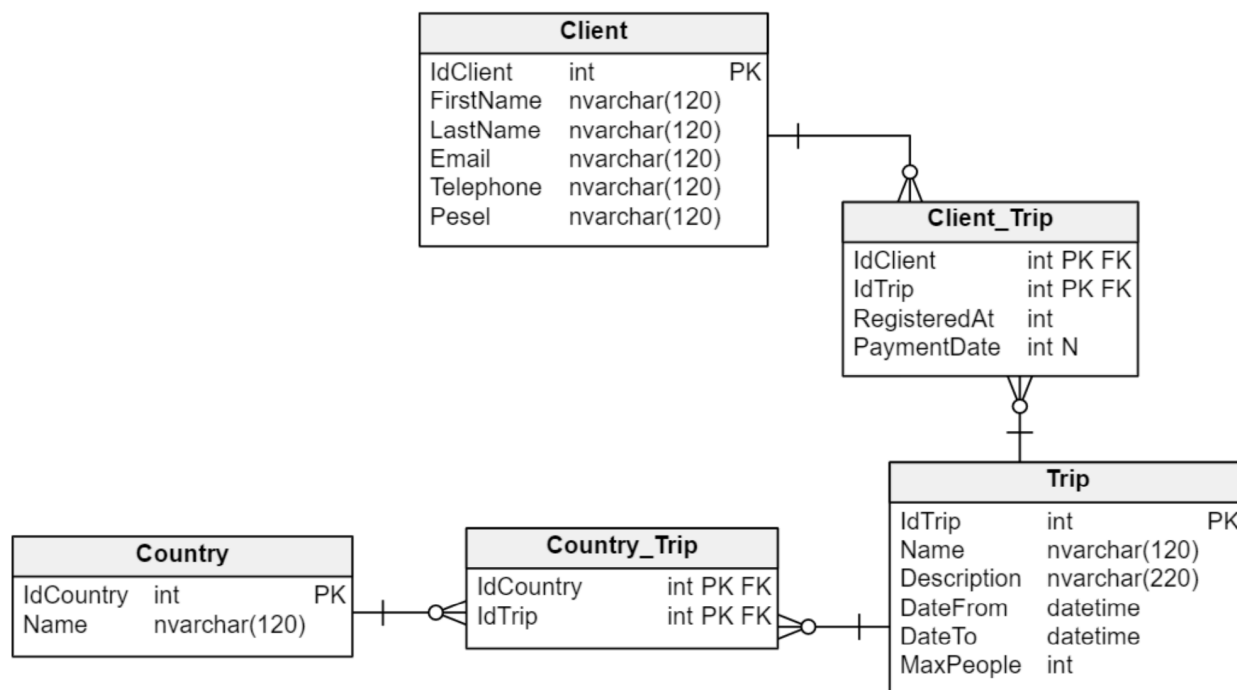 Client
IdClient int PK
FirstName nvarchar(120)
LastName nvarchar(120)
Email nvarchar(120)
Telephone nvarchar(120)
Pesel nvarchar(120)
Client_Trip
IdClient int PK FK
IdTrip int PK FK
RegisteredAt int
PaymentDate int N
Trip
IdTrip int PK
Name nvarchar(120)
Description nvarchar(220)
DateFrom datetime
DateTo datetime
MaxPeople int
Country_Trip
IdCountry int PK FK
IdTrip int PK FK
Country
IdCountry int PK
Name nvarchar(120)